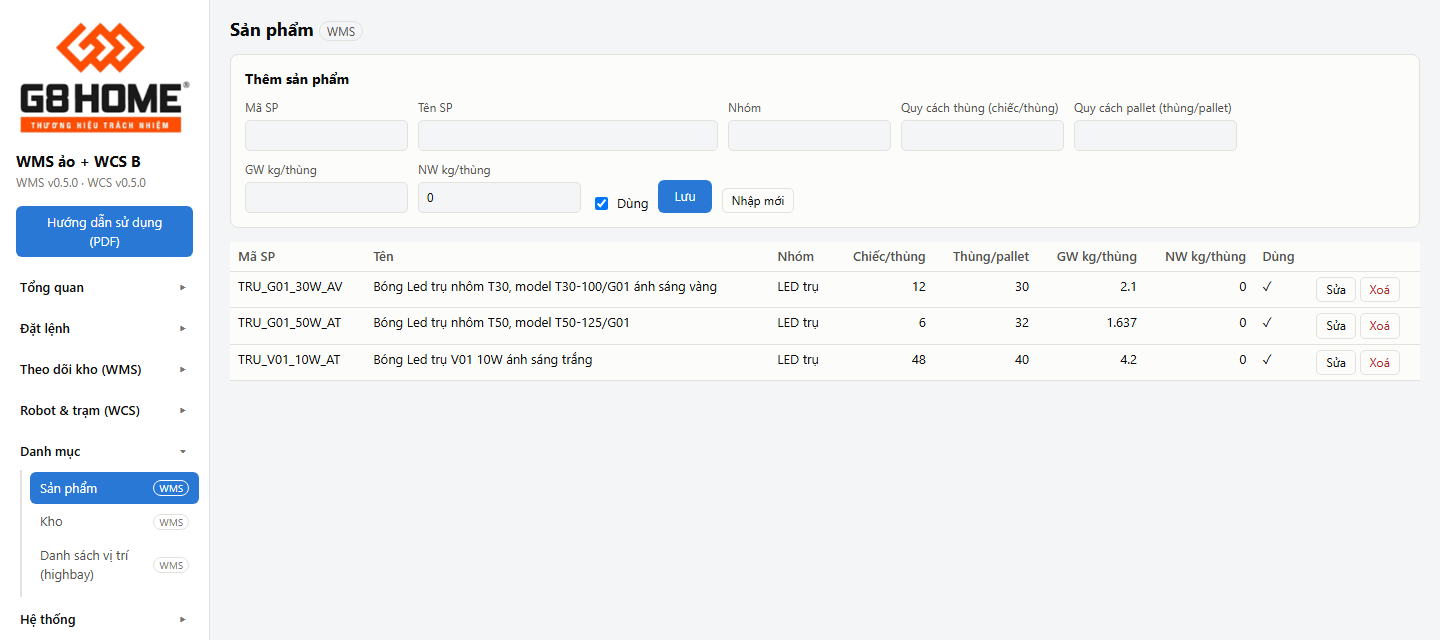 G8 HOME®
THƯƠNG HIỆU TRÁCH NHIỆM
WMS ảo + WCS B
WMS v0.5.0 · WCS v0.5.0
Hướng dẫn sử dụng
(PDF)
Tổng quan
Đặt lệnh
Theo dõi kho (WMS)
Robot & trạm (WCS)
Danh mục
Sản phẩm WMS
Kho WMS
Danh sách vị trí
(highbay) WMS
Hệ thống
Sản phẩm WMS
Thêm sản phẩm
Mã SP Tên SP Nhóm Quy cách thùng (chiếc/thùng) Quy cách pallet (thùng/pallet)
GW kg/thùng NW kg/thùng
0 Dùng Lưu Nhập mới
Mã SP Tên Nhóm Chiếc/thùng Thùng/pallet GW kg/thùng NW kg/thùng Dùng
TRU_G01_30W_AV Bóng Led trụ nhôm T30, model T30-100/G01 ánh sáng vàng LED trụ 12 30 2.1 0 ✓ Sửa Xoá
TRU_G01_50W_AT Bóng Led trụ nhôm T50, model T50-125/G01 LED trụ 6 32 1.637 0 ✓ Sửa Xoá
TRU_V01_10W_AT Bóng Led trụ V01 10W ánh sáng trắng LED trụ 48 40 4.2 0 ✓ Sửa Xoá